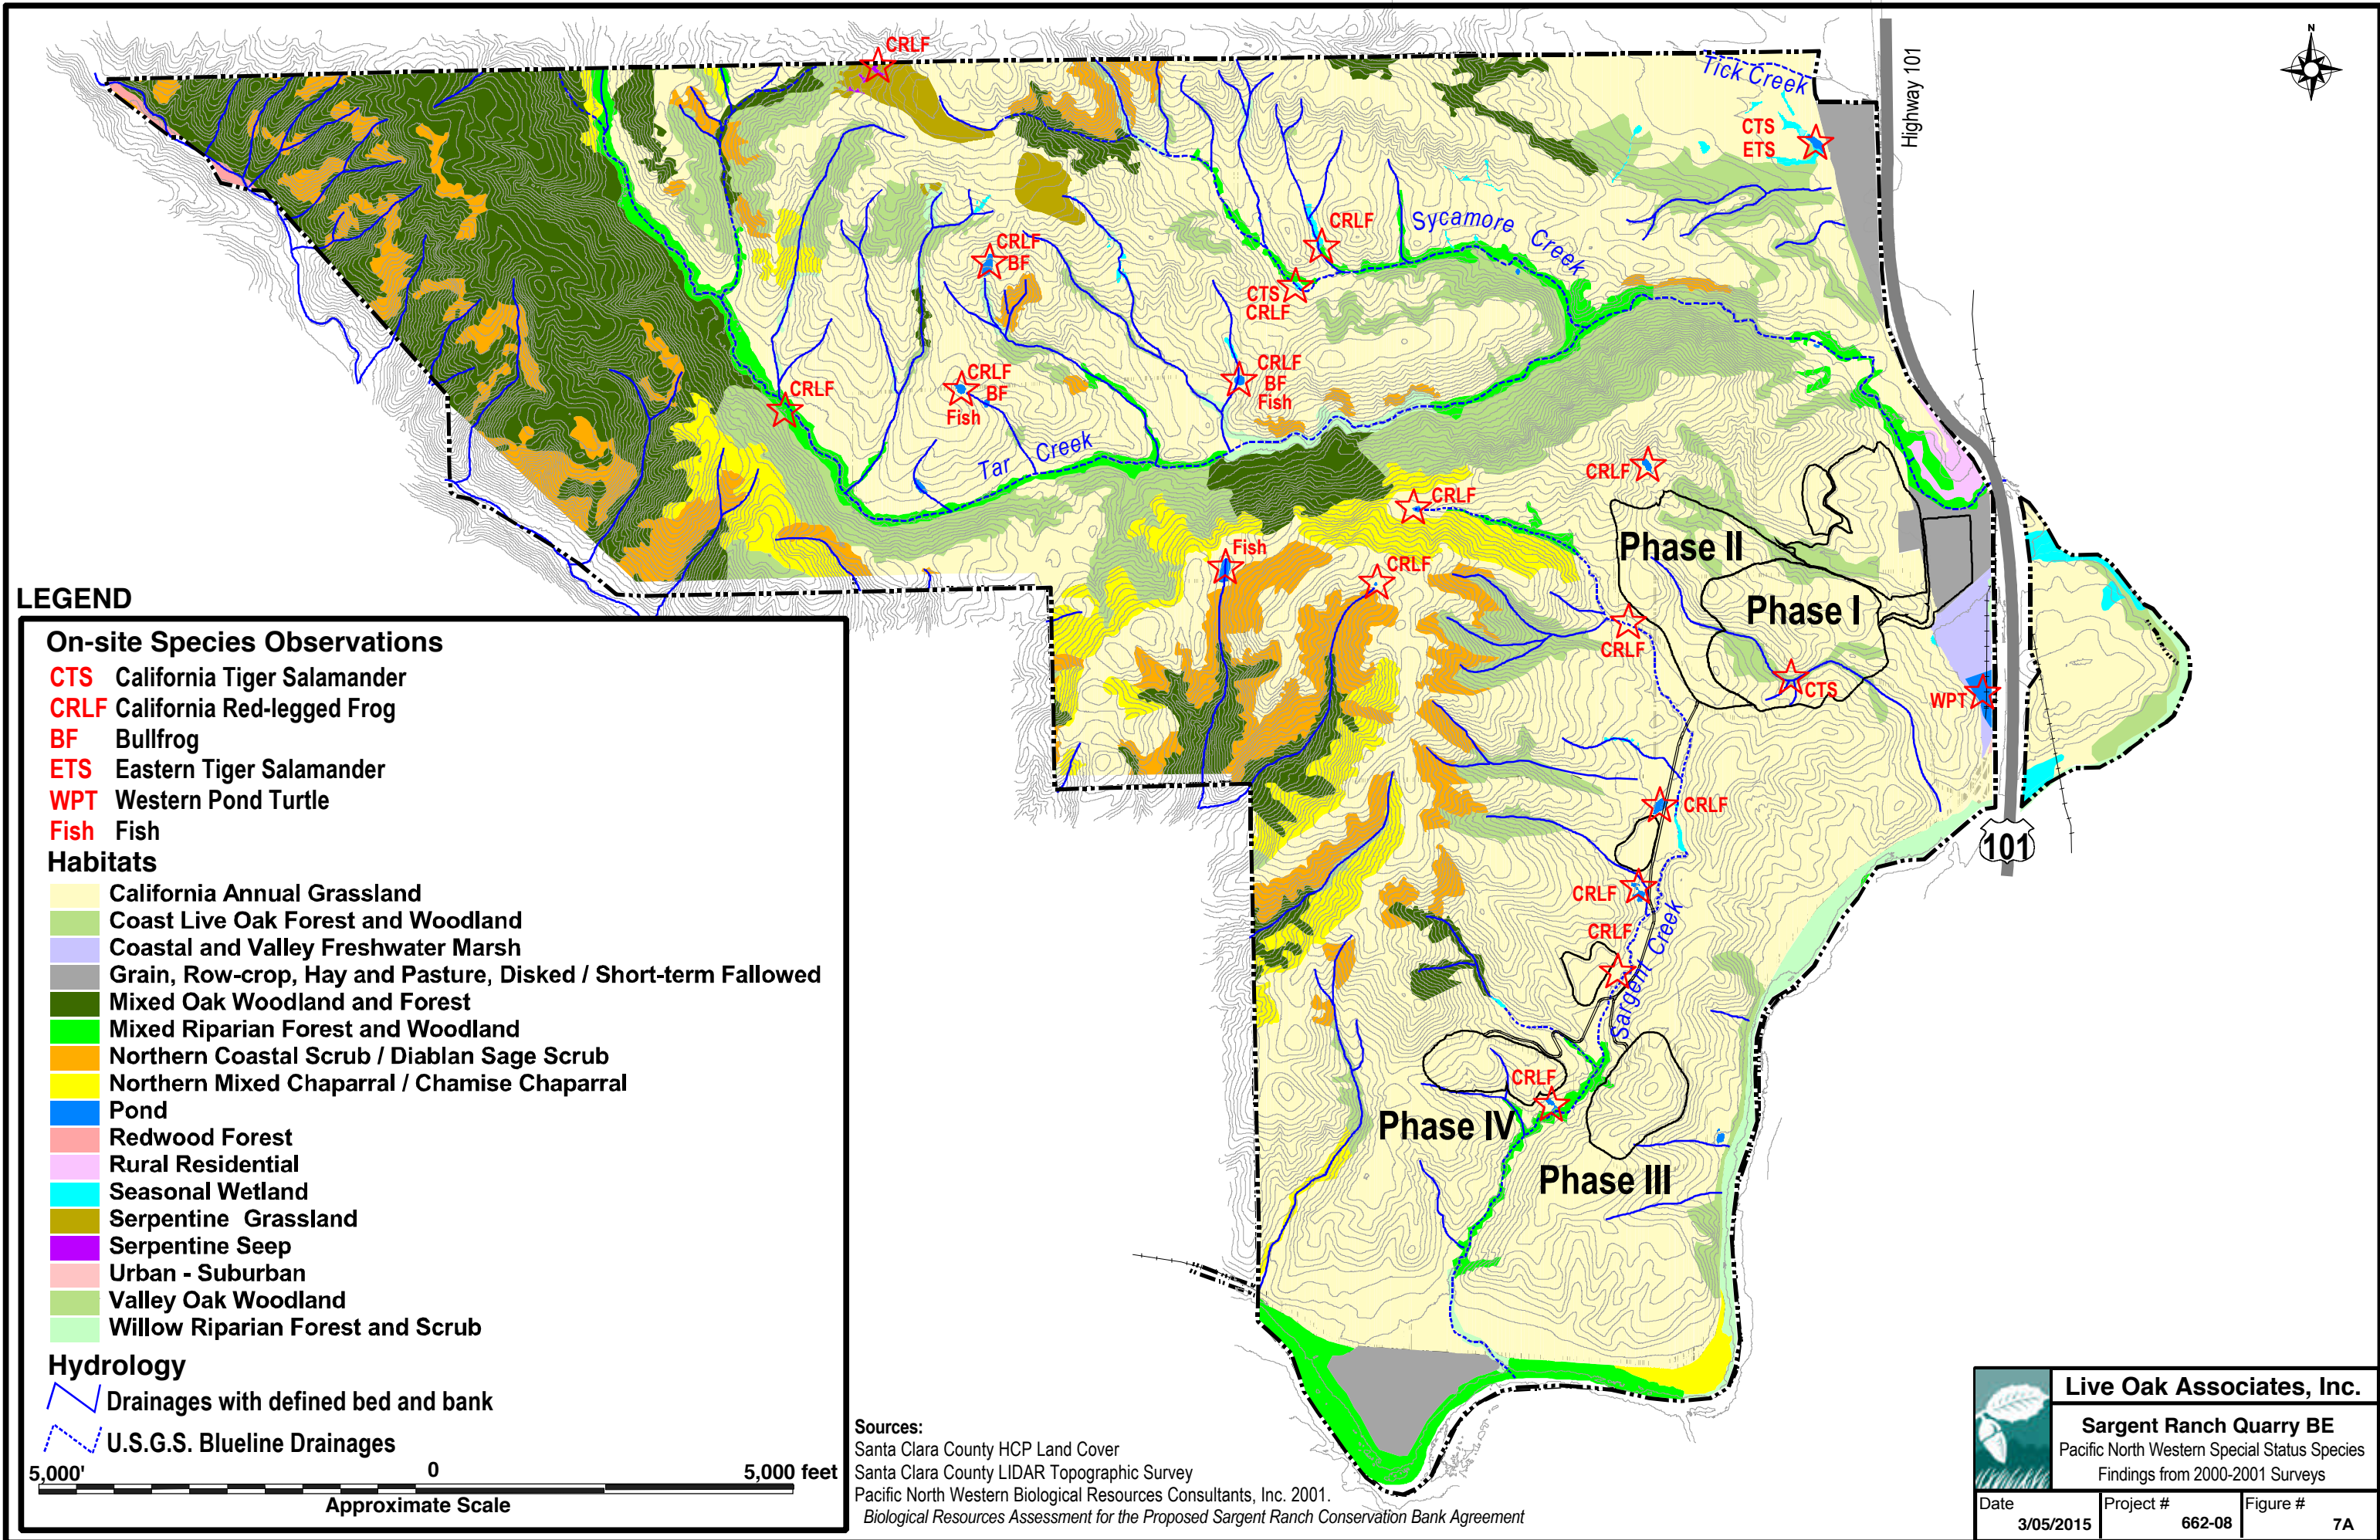 CRLF
Tick Creek
Highway 101
N
CTS
ETS
CRLF
Sycamore Creek
CRLF
BF
CTS
CRLF
CRLF
BF
Fish
CRLF
BF
Fish
CRLF
Tar Creek
CRLF
CRLF
Fish
CRLF
Phase II
Phase I
CRLF
CTS
WPT
CRLF
101
CRLF
CRLF
Sargent Creek
CRLF
Phase IV
Phase III
LEGEND
On-site Species Observations
CTS California Tiger Salamander
CRLF California Red-legged Frog
BF Bullfrog
ETS Eastern Tiger Salamander
WPT Western Pond Turtle
Fish Fish
Habitats
California Annual Grassland
Coast Live Oak Forest and Woodland
Coastal and Valley Freshwater Marsh
Grain, Row-crop, Hay and Pasture, Disked / Short-term Fallowed
Mixed Oak Woodland and Forest
Mixed Riparian Forest and Woodland
Northern Coastal Scrub / Diablan Sage Scrub
Northern Mixed Chaparral / Chamise Chaparral
Pond
Redwood Forest
Rural Residential
Seasonal Wetland
Serpentine Grassland
Serpentine Seep
Urban - Suburban
Valley Oak Woodland
Willow Riparian Forest and Scrub
Hydrology
Drainages with defined bed and bank
U.S.G.S. Blueline Drainages
5,000' 0 5,000 feet
Approximate Scale
Sources:
Santa Clara County HCP Land Cover
Santa Clara County LIDAR Topographic Survey
Pacific North Western Biological Resources Consultants, Inc. 2001.
Biological Resources Assessment for the Proposed Sargent Ranch Conservation Bank Agreement
Live Oak Associates, Inc.
Sargent Ranch Quarry BE
Pacific North Western Special Status Species
Findings from 2000-2001 Surveys
Date Project # Figure #
3/05/2015 662-08 7A